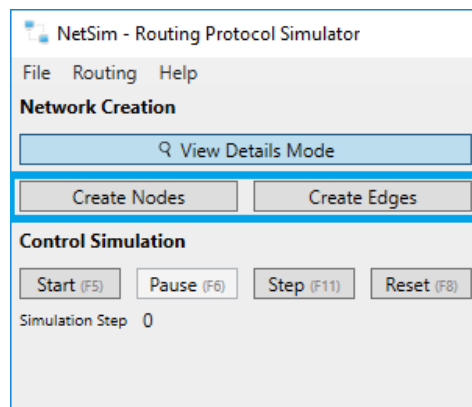 NetSim - Routing Protocol Simulator
File Routing Help
Network Creation
View Details Mode
Create Nodes Create Edges
Control Simulation
Start (F5) Pause (F6) Step (F11) Reset (F8)
Simulation Step 0